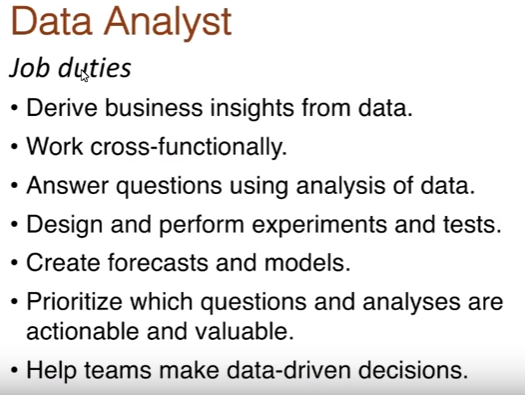 Data Analyst
Job duties
• Derive business insights from data.
• Work cross-functionally.
• Answer questions using analysis of data.
• Design and perform experiments and tests.
• Create forecasts and models.
• Prioritize which questions and analyses are
actionable and valuable.
• Help teams make data-driven decisions.